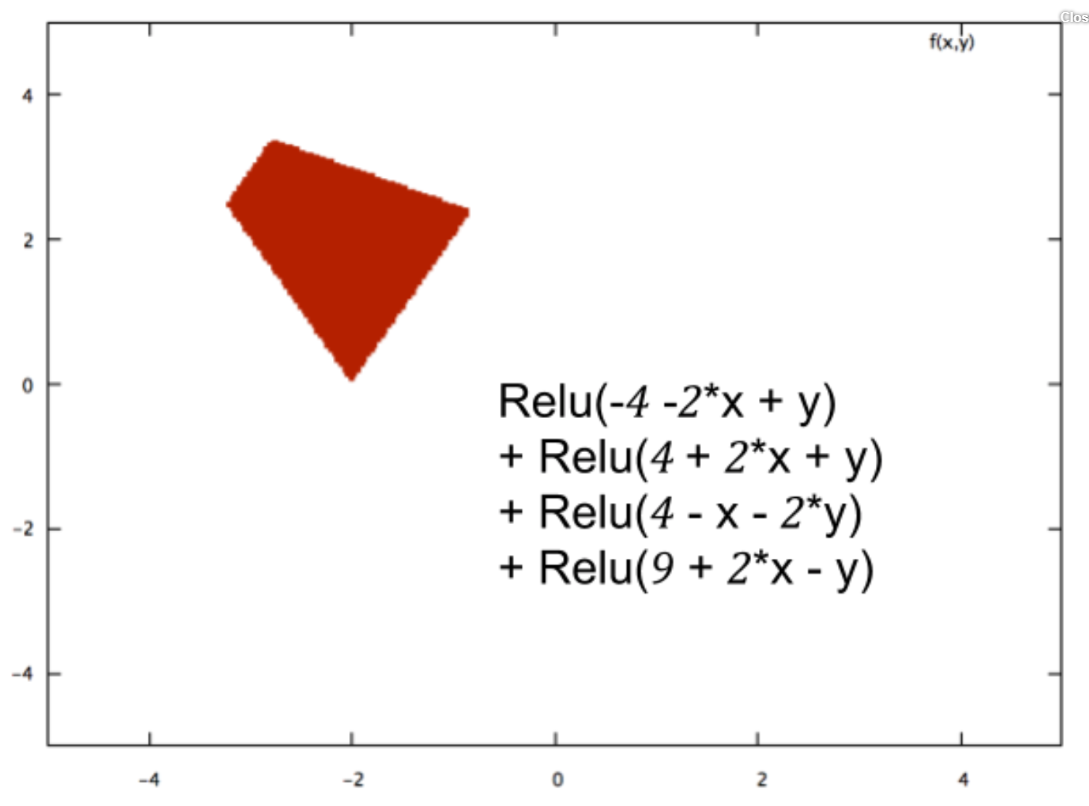 Clos
f(x,y)
4
2
0
-2
-4
Relu(-4 -2*x + y)
+ Relu(4 + 2*x + y)
+ Relu(4 - x - 2*y)
+ Relu(9 + 2*x - y)
-4 -2 0 2 4